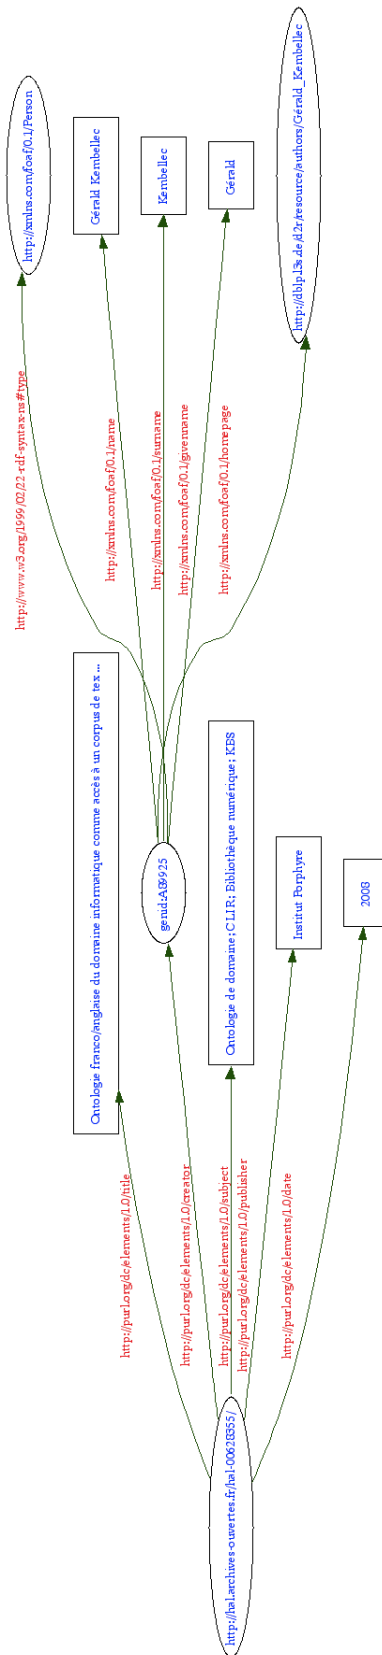 http://hal.archives-ouvertes.fr/hal-00628355/
http://purl.org/dc/elements/1.0/title
http://purl.org/dc/elements/1.0/creator
http://purl.org/dc/elements/1.0/subject
http://purl.org/dc/elements/1.0/publisher
http://purl.org/dc/elements/1.0/date
Ontologie franco/anglaise du domaine informatique comme accès à un corpus de tex ...
genid:A89925
Ontologie de domaine; CLIR; Bibliothèque numérique; KBS
Institut Porphyre
2008
http://www.w3.org/1999/02/22-rdf-syntax-ns#type
http://xmlns.com/foaf/0.1/name
http://xmlns.com/foaf/0.1/surname
http://xmlns.com/foaf/0.1/givenname
http://xmlns.com/foaf/0.1/homepage
http://xmlns.com/foaf/0.1/Person
Gérald Kembellec
Kembellec
Gérald
http://dblp.l3s.de/d2r/resource/authors/Gérald_Kembellec